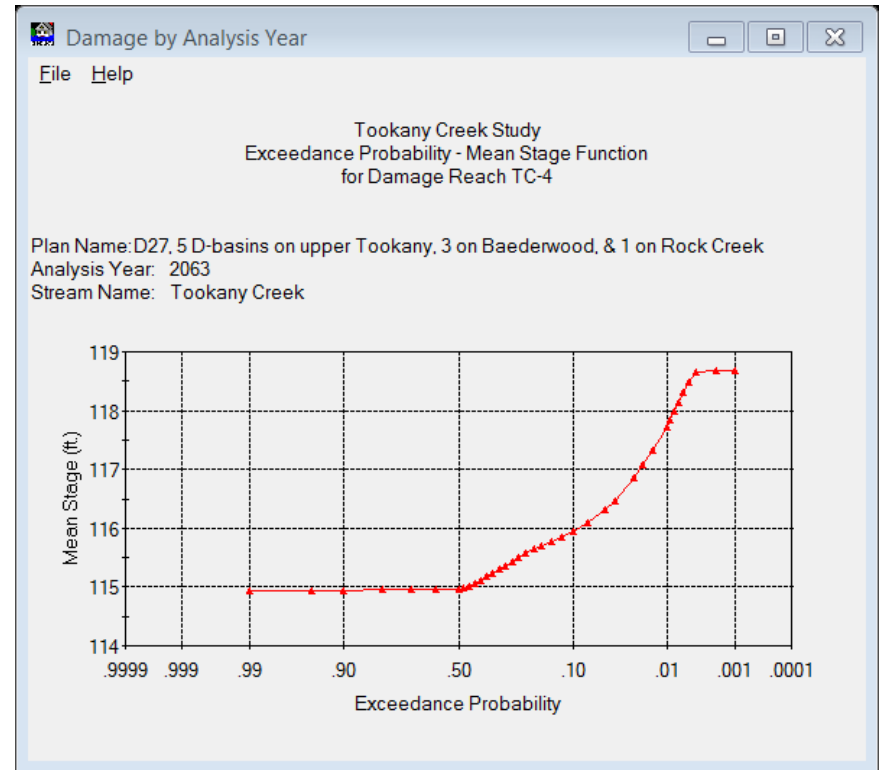 Damage by Analysis Year
File Help
Tookany Creek Study
Exceedance Probability - Mean Stage Function
for Damage Reach TC-4
Plan Name:D27, 5 D-basins on upper Tookany, 3 on Baederwood, & 1 on Rock Creek
Analysis Year: 2063
Stream Name: Tookany Creek
119
118
117
116
115
114
Mean Stage (ft.)
.9999 .999 .99 .90 .50 .10 .01 .001 .0001
Exceedance Probability